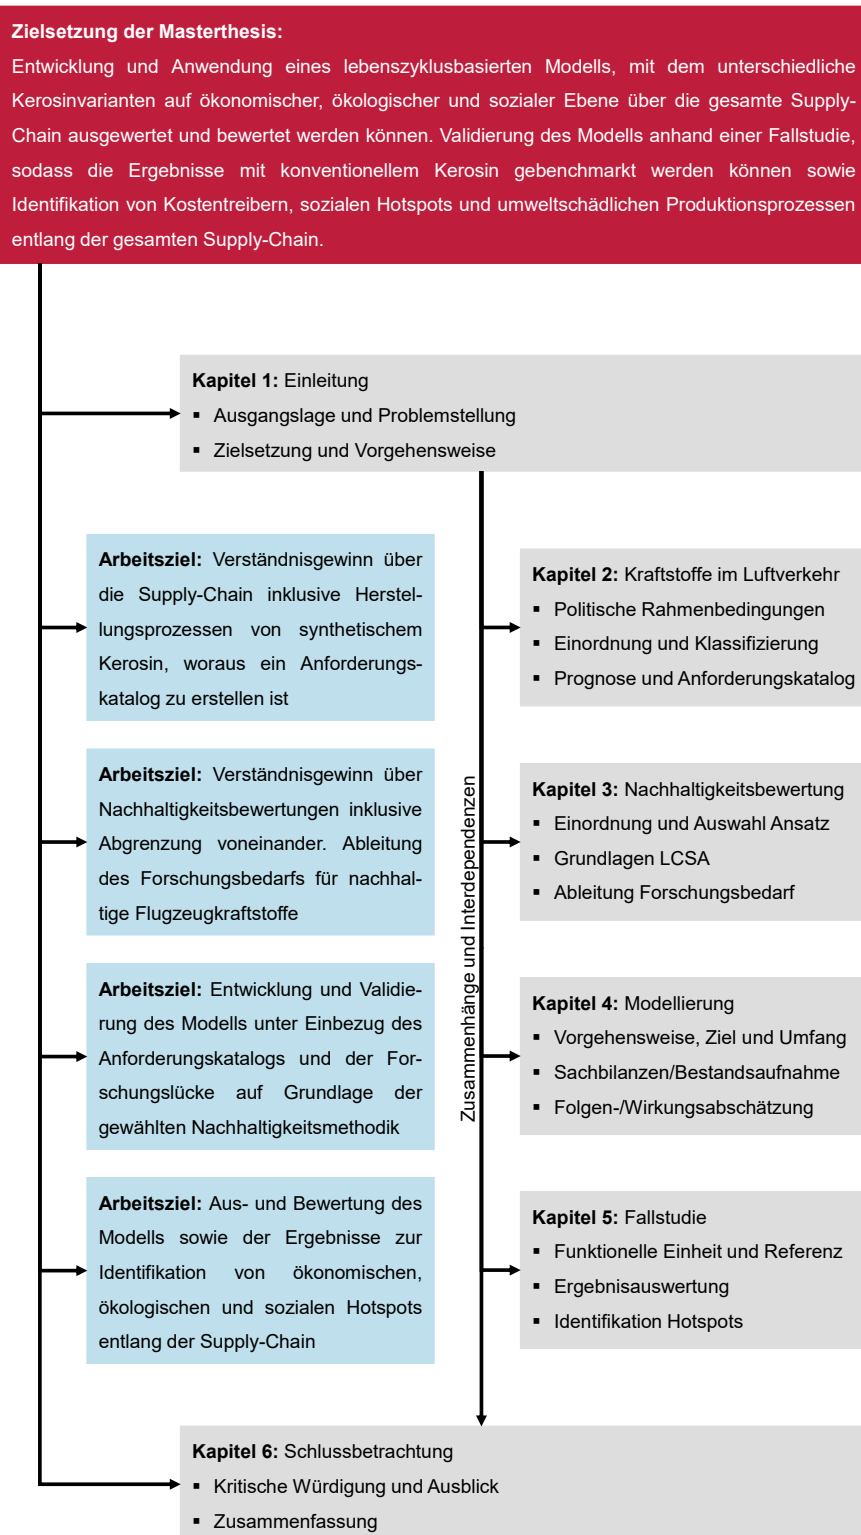 Zielsetzung der Masterthesis:
Entwicklung und Anwendung eines lebenszyklusbasierten Modells, mit dem unterschiedliche
Kerosinvarianten auf ökonomischer, ökologischer und sozialer Ebene über die gesamte Supply-
Chain ausgewertet und bewertet werden können. Validierung des Modells anhand einer Fallstudie,
sodass die Ergebnisse mit konventionellem Kerosin gebenchmarkt werden können sowie
Identifikation von Kostentreibern, sozialen Hotspots und umweltschädlichen Produktionsprozessen
entlang der gesamten Supply-Chain.
Kapitel 1: Einleitung
▪ Ausgangslage und Problemstellung
▪ Zielsetzung und Vorgehensweise
Arbeitsziel: Verständnisgewinn über
die Supply-Chain inklusive Herstel-
lungsprozessen von synthetischem
Kerosin, woraus ein Anforderungs-
katalog zu erstellen ist
Kapitel 2: Kraftstoffe im Luftverkehr
▪ Politische Rahmenbedingungen
▪ Einordnung und Klassifizierung
▪ Prognose und Anforderungskatalog
Arbeitsziel: Verständnisgewinn über
Nachhaltigkeitsbewertungen inklusive
Abgrenzung voneinander. Ableitung
des Forschungsbedarfs für nachhal-
tige Flugzeugkraftstoffe
Zusammenhänge und Interdependenzen
Kapitel 3: Nachhaltigkeitsbewertung
▪ Einordnung und Auswahl Ansatz
▪ Grundlagen LCSA
▪ Ableitung Forschungsbedarf
Arbeitsziel: Entwicklung und Validie-
rung des Modells unter Einbezug des
Anforderungskatalogs und der For-
schungslücke auf Grundlage der
gewählten Nachhaltigkeitsmethodik
Kapitel 4: Modellierung
▪ Vorgehensweise, Ziel und Umfang
▪ Sachbilanzen/Bestandsaufnahme
▪ Folgen-/Wirkungsabschätzung
Arbeitsziel: Aus- und Bewertung des
Modells sowie der Ergebnisse zur
Identifikation von ökonomischen,
ökologischen und sozialen Hotspots
entlang der Supply-Chain
Kapitel 5: Fallstudie
▪ Funktionelle Einheit und Referenz
▪ Ergebnisauswertung
▪ Identifikation Hotspots
Kapitel 6: Schlussbetrachtung
▪ Kritische Würdigung und Ausblick
▪ Zusammenfassung